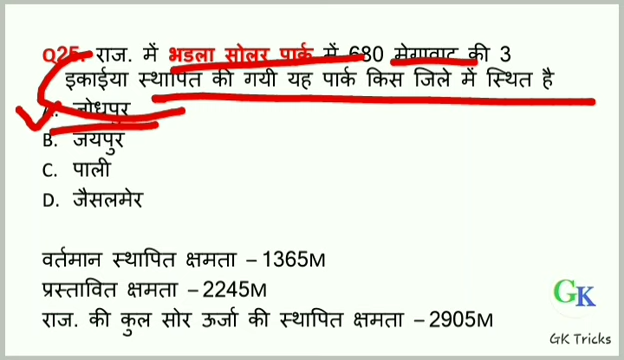 Q25. राज. में भडला सोलर पार्क में 680 मेगावाट की 3
इकाईया स्थापित की गयी यह पार्क किस जिले में स्थित है
A. जोधपुर
B. जयपुर
C. पाली
D. जैसलमेर
वर्तमान स्थापित क्षमता – 1365M
प्रस्तावित क्षमता – 2245M
राज. की कुल सोर ऊर्जा की स्थापित क्षमता – 2905M
GK
GK Tricks